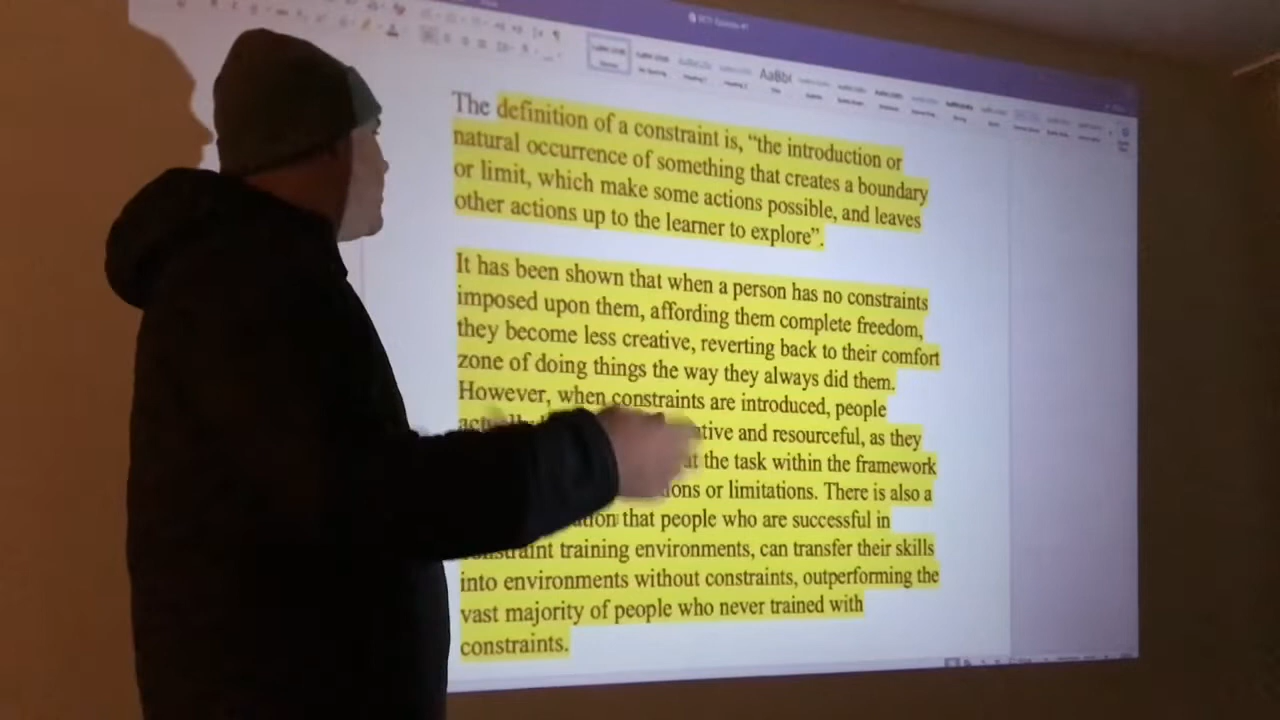 AaBb(
The definition of a constraint is, “the introduction or
natural occurrence of something that creates a boundary
or limit, which make some actions possible, and leaves
other actions up to the learner to explore”.
It has been shown that when a person has no constraints
imposed upon them, affording them complete freedom,
they become less creative, reverting back to their comfort
zone of doing things the way they always did them.
However, when constraints are introduced, people
and resourceful, as they
the task within the framework
or limitations. There is also a
that people who are successful in
constraint training environments, can transfer their skills
into environments without constraints, outperforming the
vast majority of people who never trained with
constraints.